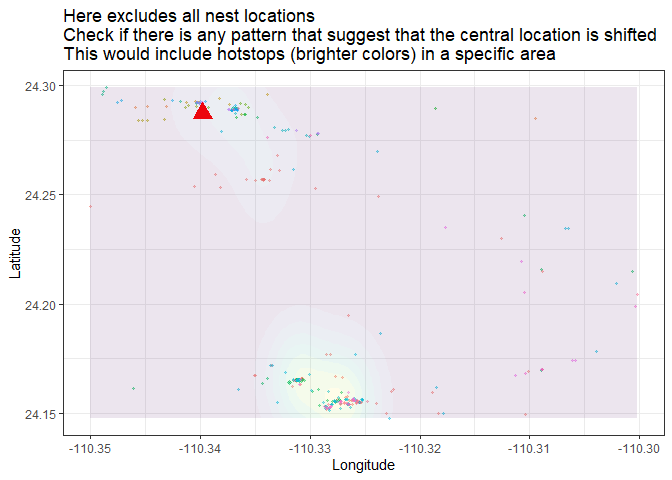 Here excludes all nest locations
Check if there is any pattern that suggest that the central location is shifted
This would include hotstops (brighter colors) in a specific area
24.30
24.25
24.20
24.15
Latitude
-110.35
-110.34
-110.33
-110.32
-110.31
-110.30
Longitude